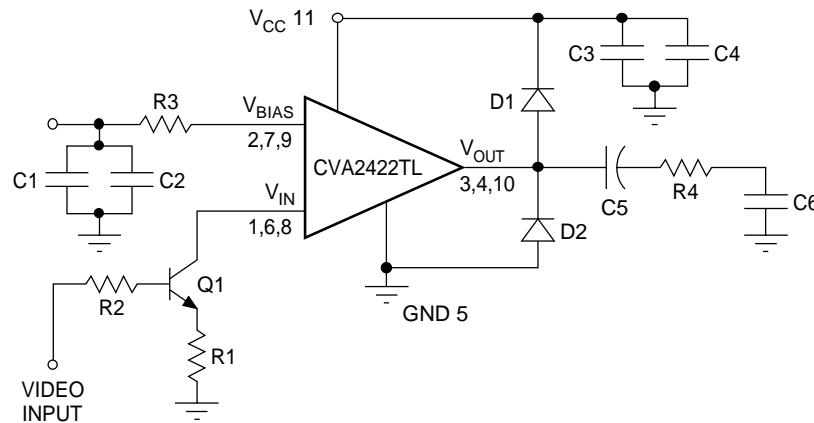 VCC 11
C3
C4
R3
VBIAS
D1
2,7,9
CVA2422TL
VOUT
C1
C2
VIN
3,4,10
R4
C5
C6
1,6,8
D2
Q1
R2
GND 5
R1
VIDEO
INPUT